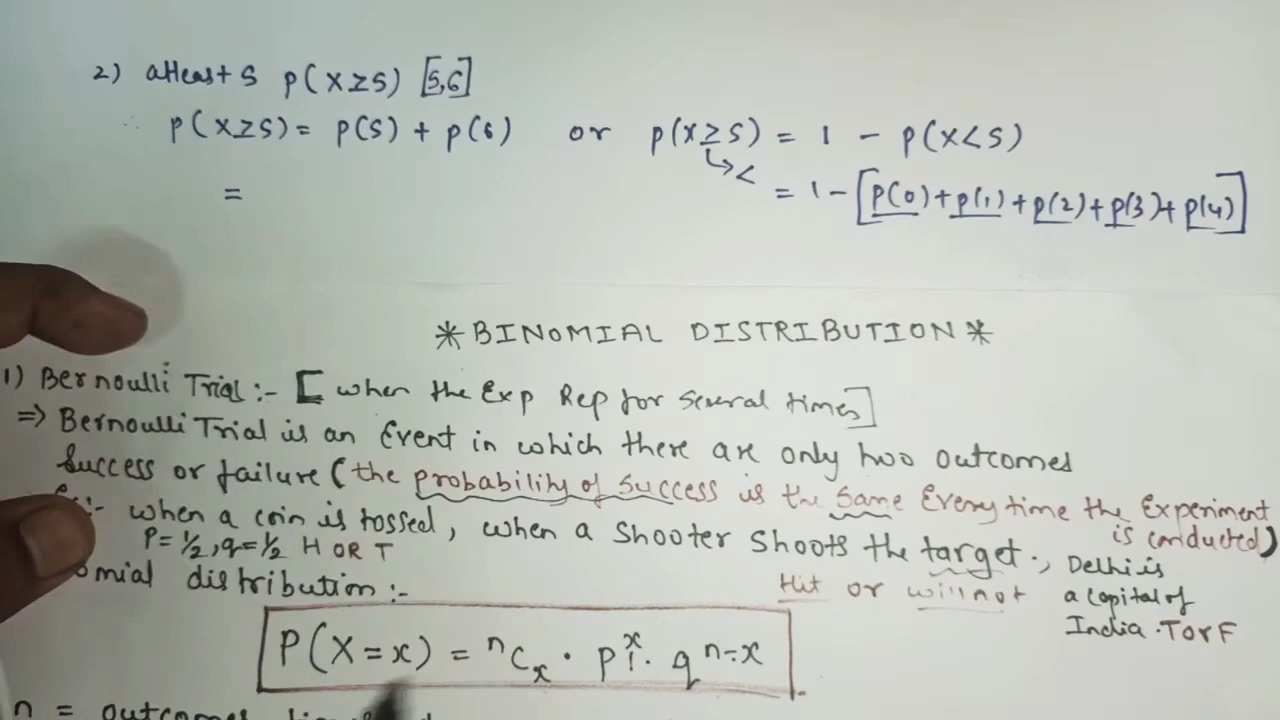 2) atleast 5 P(X≥5) [5,6]
∴ P(X≥5) = P(5) + P(6) or P(X≥5) = 1 - P(X<5)
↳<
= = 1 - [P(0)+P(1)+P(2)+P(3)+P(4)]
*BINOMIAL DISTRIBUTION*
1) Bernoulli Trial :- [when the Exp Rep for several times]
⇒ Bernoulli Trial is an Event in which there are only two outcomes
success or failure (the probability of success is the same Every time the Experiment
is conducted)
:- when a coin is tossed, when a shooter shoots the target.,
P=1/2, q=1/2 H OR T
Hit or will not
Delhi is
a capital of
India. T or F
distribution :-
P(X=x) = ⁿCₓ · pˣ · qⁿ⁻ˣ
n = outcomes